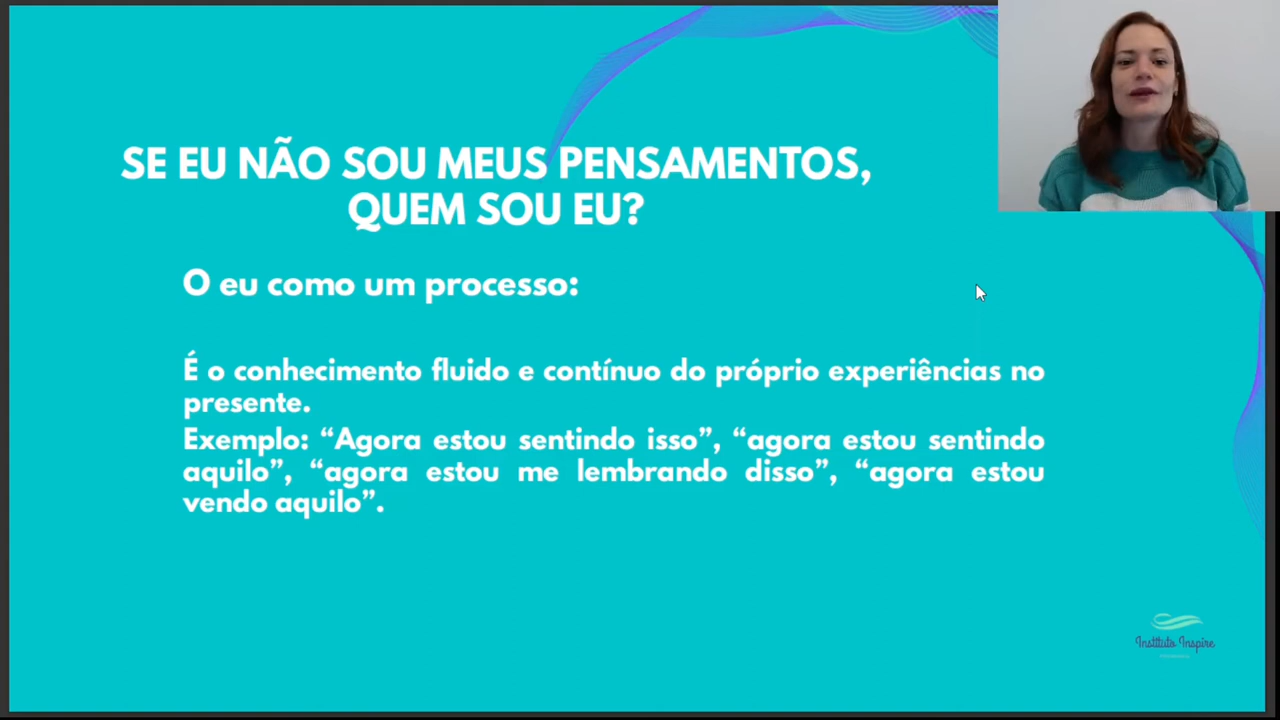 SE EU NÃO SOU MEUS PENSAMENTOS,
QUEM SOU EU?
O eu como um processo:
É o conhecimento fluido e contínuo do próprio experiências no
presente.
Exemplo: “Agora estou sentindo isso”, “agora estou sentindo
aquilo”, “agora estou me lembrando disso”, “agora estou
vendo aquilo”.
Instituto Inspire